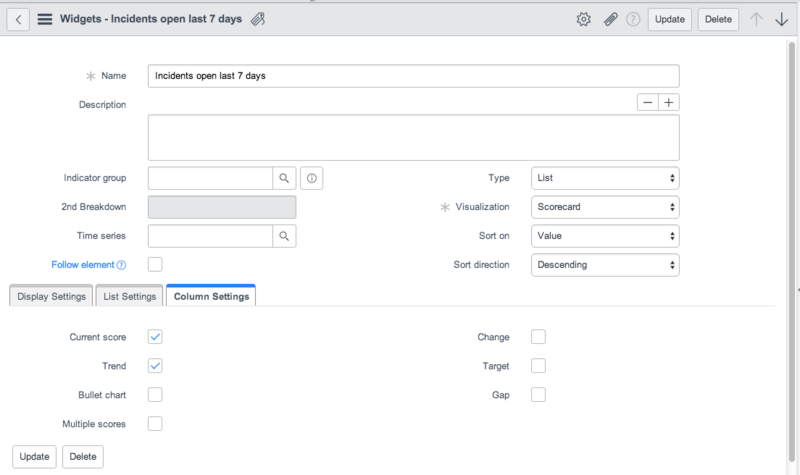 Widgets - Incidents open last 7 days
Update Delete
Name Incidents open last 7 days
Description
Indicator group Type List
2nd Breakdown Visualization Scorecard
Time series Sort on Value
Follow element Sort direction Descending
Display Settings List Settings Column Settings
Current score Change
Trend Target
Bullet chart Gap
Multiple scores
Update Delete